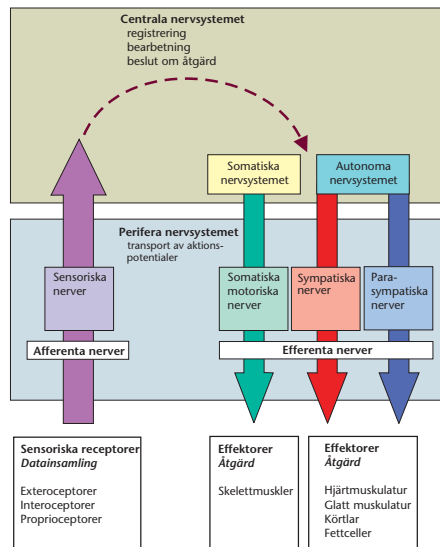 Centrala nervsystemet
registrering
bearbetning
beslut om åtgärd
Somatiska
nervsystemet
Autonoma
nervsystemet
Perifera nervsystemet
transport av aktions-
potentialer
Sensoriska
nerver
Somatiska
motoriska
nerver
Sympatiska
nerver
Para-
sympatiska
nerver
Afferenta nerver
Efferenta nerver
Sensoriska receptorer
Datainsamling
Exteroceptorer
Interoceptorer
Proprioceptorer
Effektorer
Åtgärd
Skelettmuskler
Effektorer
Åtgärd
Hjärtmuskulatur
Glatt muskulatur
Körtlar
Fettceller